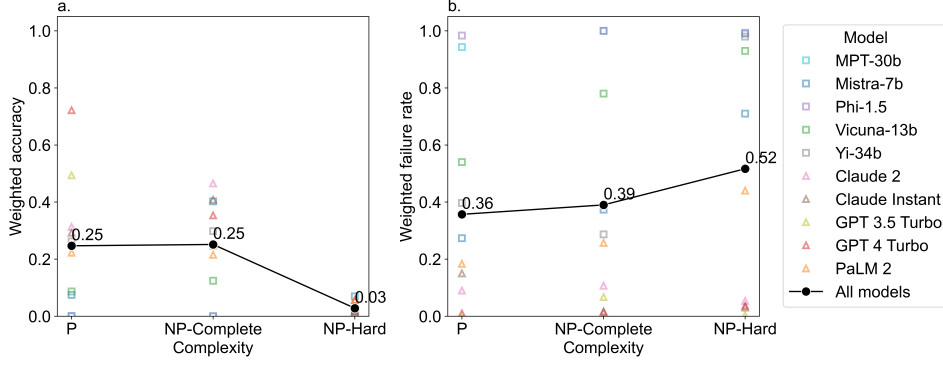 a.
Weighted accuracy
1.0
0.8
0.6
0.4
0.2
0.0
0.25
0.25
0.03
P
NP-Complete
NP-Hard
Complexity
b.
Weighted failure rate
1.0
0.8
0.6
0.4
0.2
0.0
0.36
0.39
0.52
P
NP-Complete
NP-Hard
Complexity
Model
MPT-30b
Mistra-7b
Phi-1.5
Vicuna-13b
Yi-34b
Claude 2
Claude Instant
GPT 3.5 Turbo
GPT 4 Turbo
PaLM 2
All models